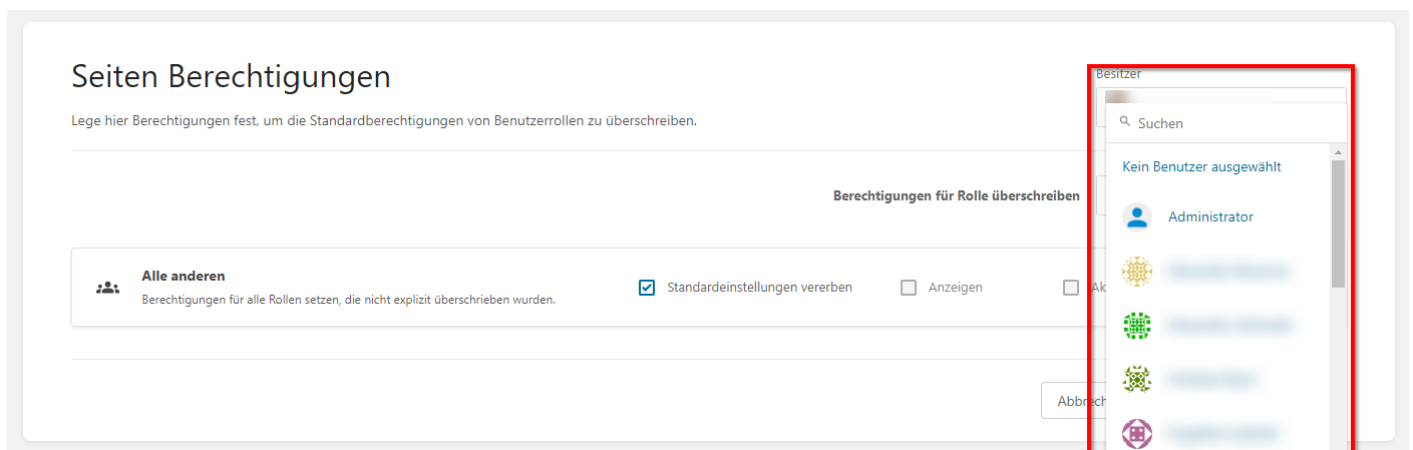 Seiten Berechtigungen
Besitzer
Lege hier Berechtigungen fest, um die Standardberechtigungen von Benutzerrollen zu überschreiben.
Suchen
Kein Benutzer ausgewählt
Berechtigungen für Rolle überschreiben
Administrator
Alle anderen
Berechtigungen für alle Rollen setzen, die nicht explizit überschrieben wurden.
Standardeinstellungen vererben
Anzeigen
Ak
Abbrech